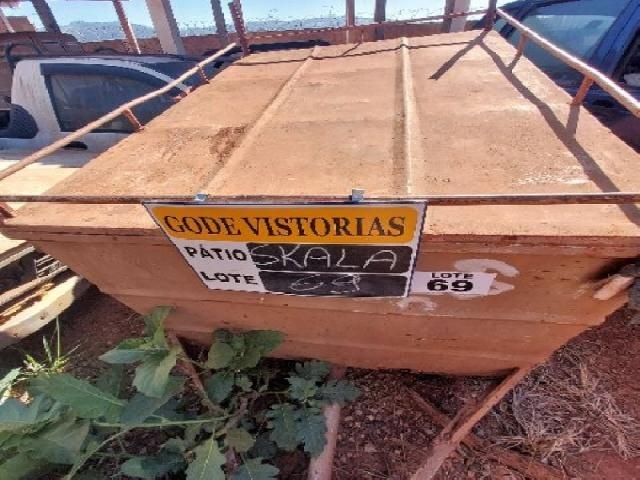 GODE VISTORIAS
PÁTIO SKALA
LOTE 69
LOTE
69